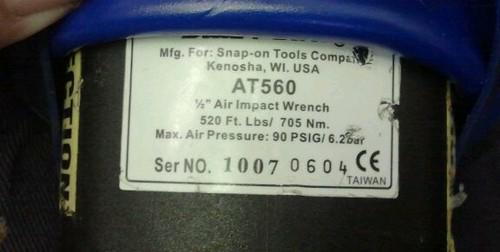 Mfg. For: Snap-on Tools
Kenosha, WI. USA
AT560
½" Air Impact Wrench
520 Ft. Lbs/ 705 Nm.
Max. Air Pressure: 90 PSIG/ 6.2bar
Ser NO. 1007 0604 CE
TAIWAN